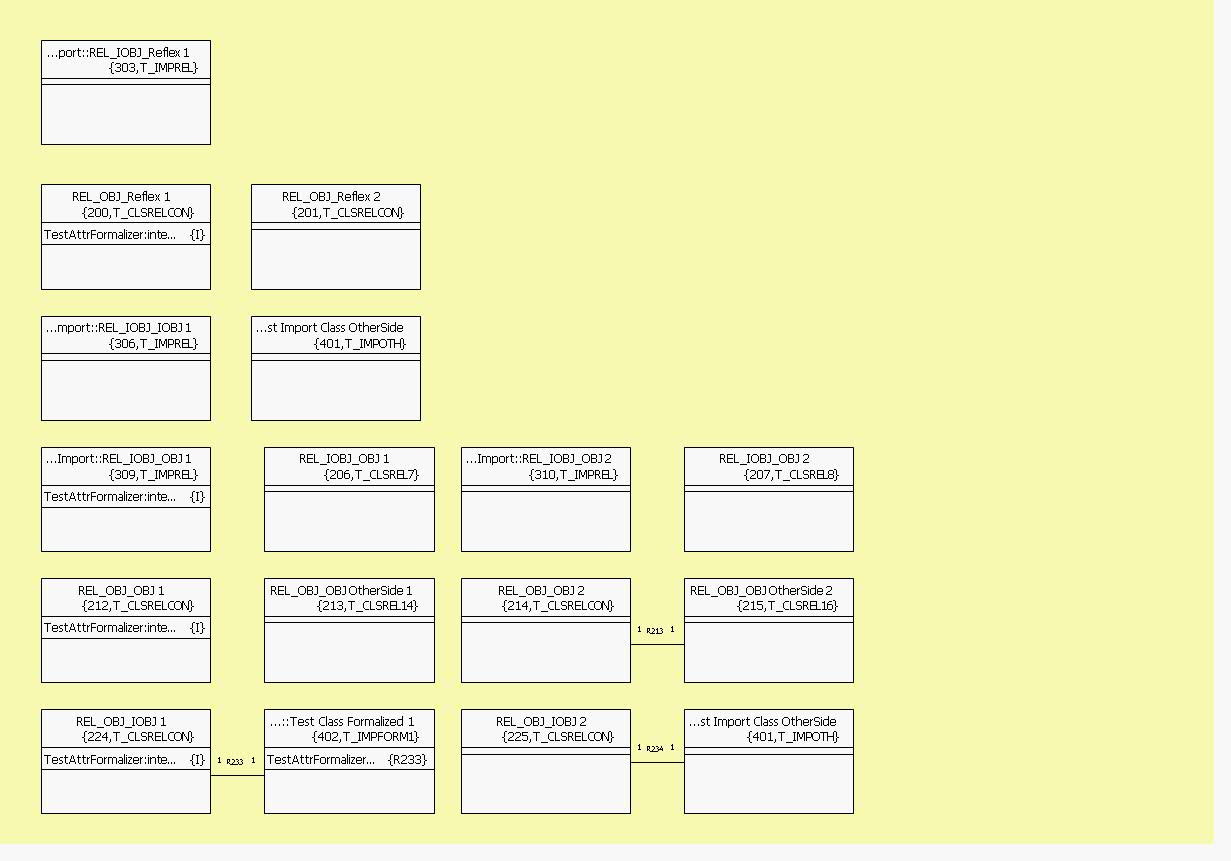 ...port::REL_IOBJ_Reflex 1
{303,T_IMPREL}
REL_OBJ_Reflex 1
{200,T_CLSRELCON}
TestAttrFormalizer:inte... {I}
REL_OBJ_Reflex 2
{201,T_CLSRELCON}
...mport::REL_IOBJ_IOBJ 1
{306,T_IMPREL}
...st Import Class OtherSide
{401,T_IMPOTH}
...Import::REL_IOBJ_OBJ 1
{309,T_IMPREL}
TestAttrFormalizer:inte... {I}
REL_IOBJ_OBJ 1
{206,T_CLSREL7}
...Import::REL_IOBJ_OBJ 2
{310,T_IMPREL}
REL_IOBJ_OBJ 2
{207,T_CLSREL8}
REL_OBJ_OBJ 1
{212,T_CLSRELCON}
TestAttrFormalizer:inte... {I}
REL_OBJ_OBJ OtherSide 1
{213,T_CLSREL14}
REL_OBJ_OBJ 2
{214,T_CLSRELCON}
1 R213 1
REL_OBJ_OBJ OtherSide 2
{215,T_CLSREL16}
REL_OBJ_IOBJ 1
{224,T_CLSRELCON}
TestAttrFormalizer:inte... {I}
1 R233 1
...::Test Class Formalized 1
{402,T_IMPFORM1}
TestAttrFormalizer... {R233}
REL_OBJ_IOBJ 2
{225,T_CLSRELCON}
1 R234 1
...st Import Class OtherSide
{401,T_IMPOTH}